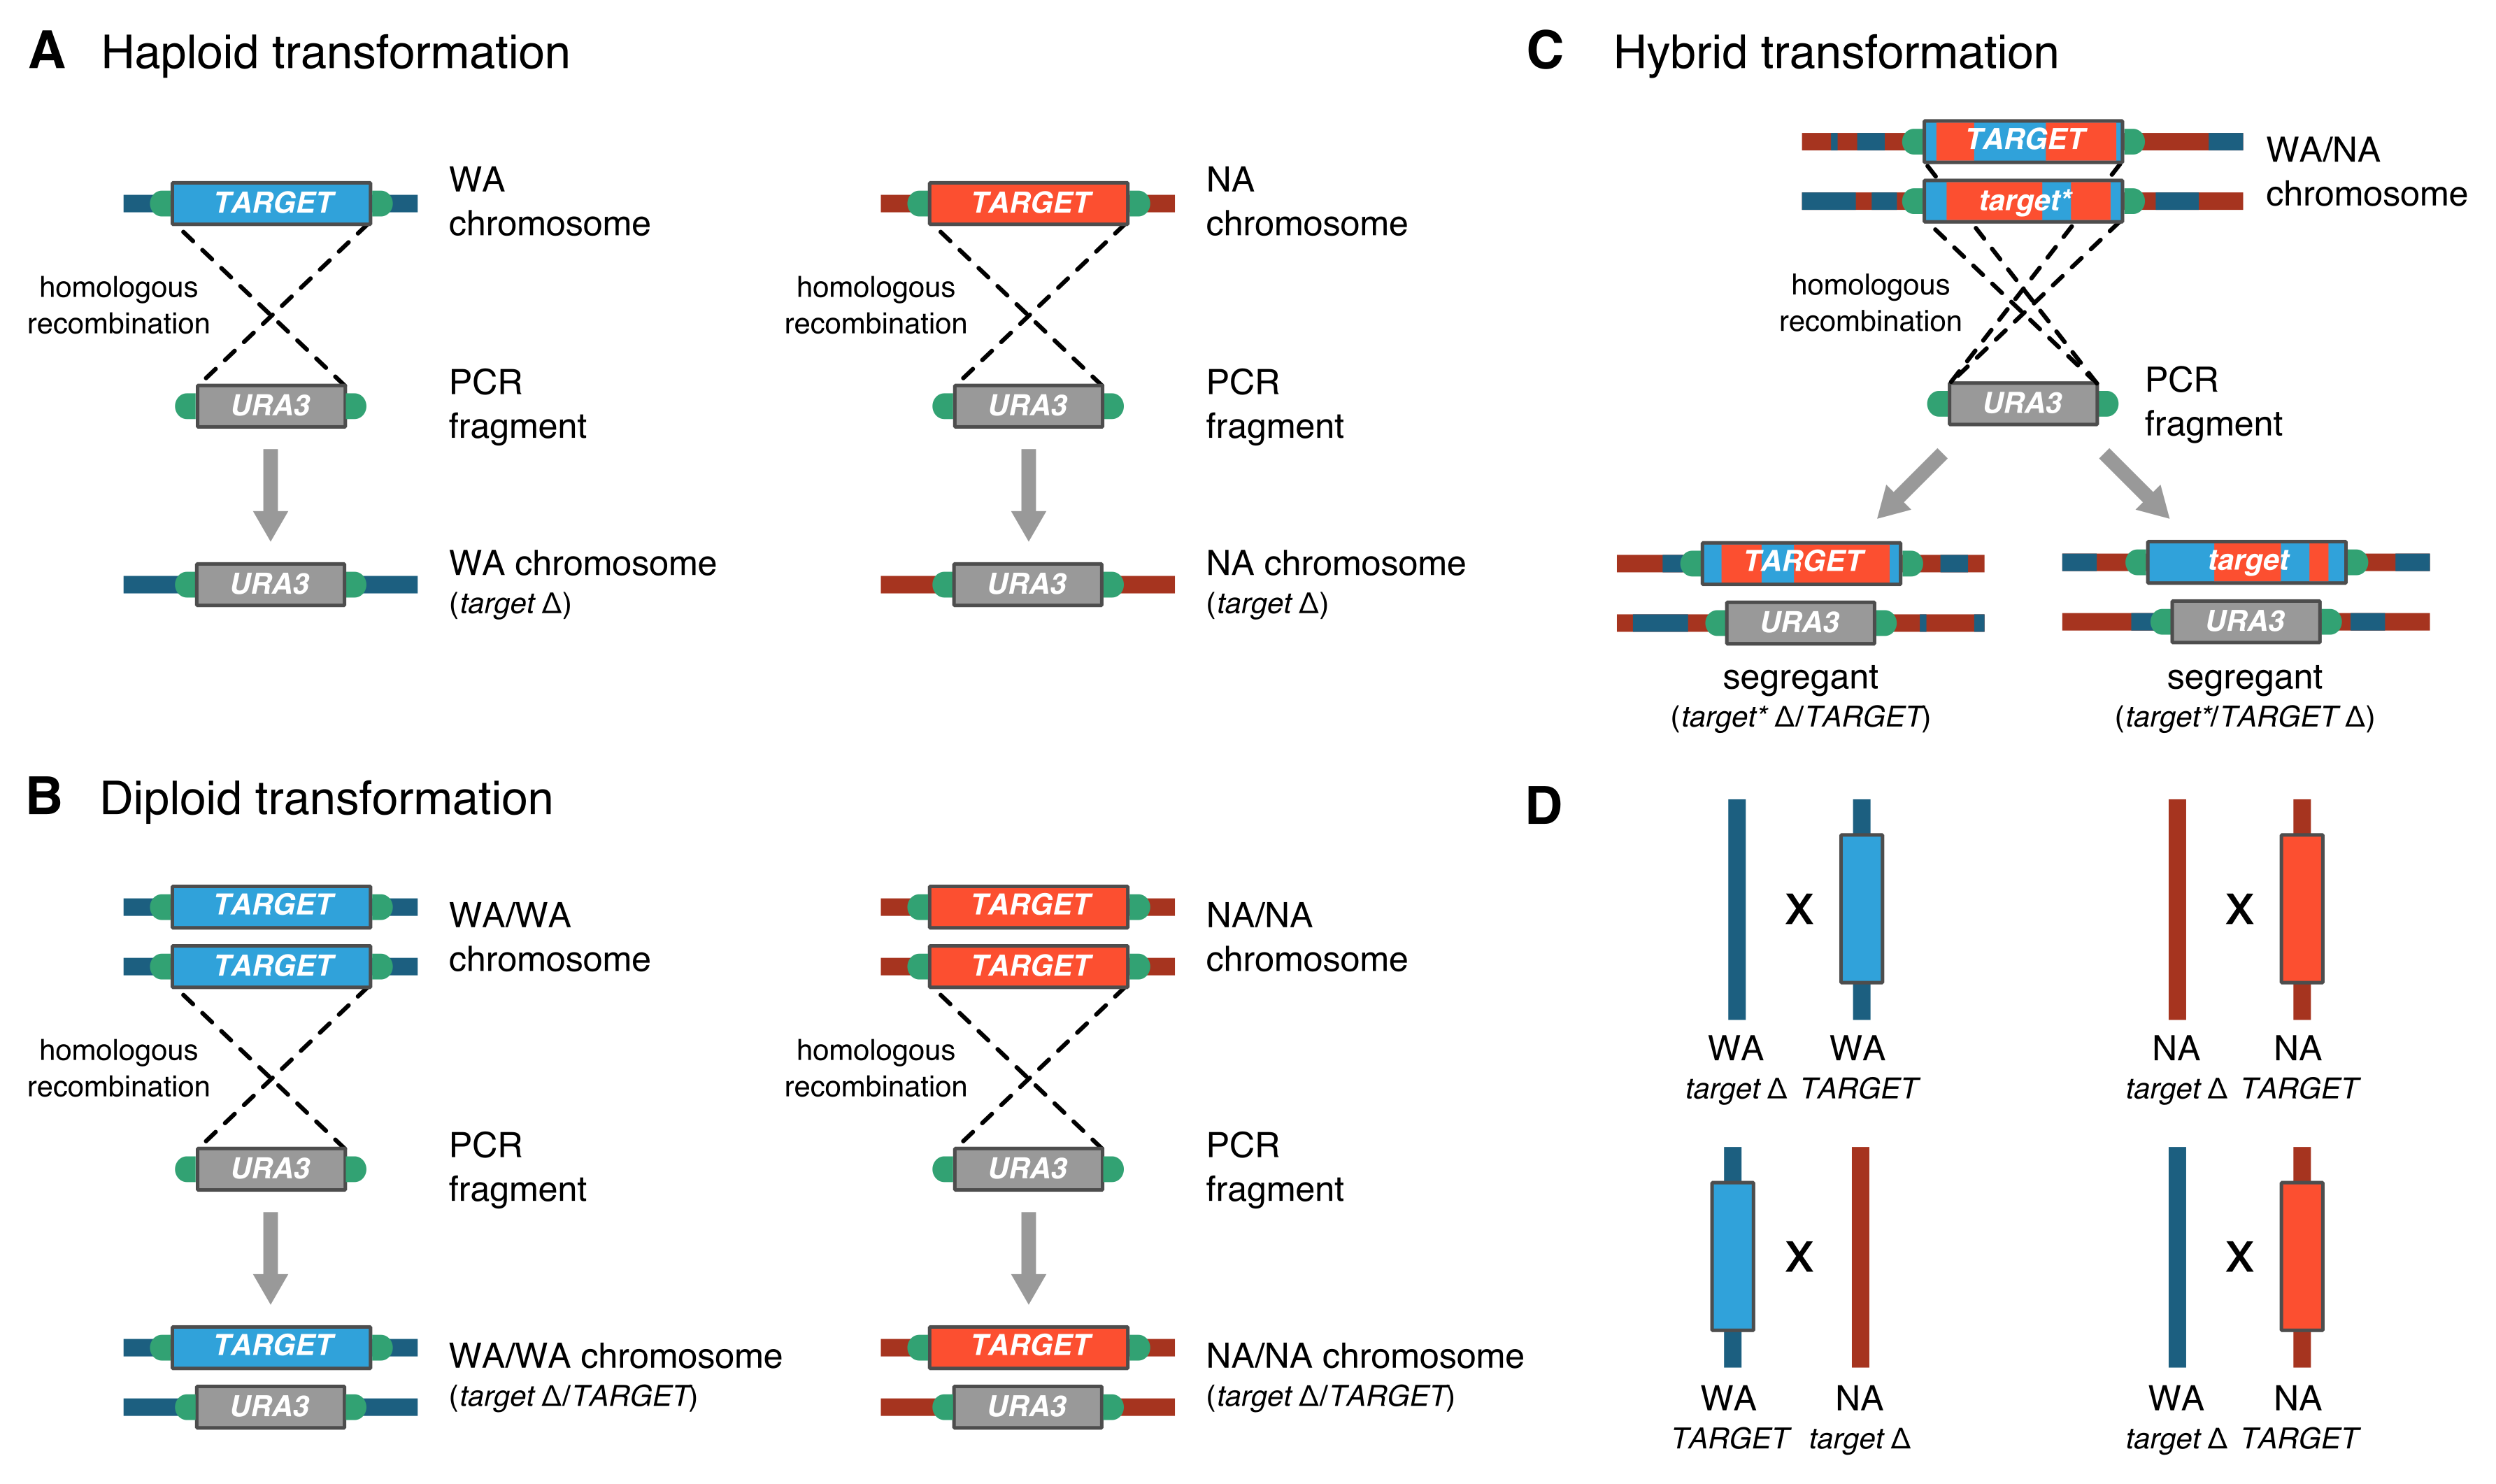 A Haploid transformation
TARGET
WA
chromosome
homologous
recombination
URA3
PCR
fragment
URA3
WA chromosome
(target Δ)
TARGET
NA
chromosome
homologous
recombination
URA3
PCR
fragment
URA3
NA chromosome
(target Δ)
B Diploid transformation
TARGET
TARGET
WA/WA
chromosome
homologous
recombination
URA3
PCR
fragment
TARGET
URA3
WA/WA chromosome
(target Δ/TARGET)
TARGET
TARGET
NA/NA
chromosome
homologous
recombination
URA3
PCR
fragment
TARGET
URA3
NA/NA chromosome
(target Δ/TARGET)
C Hybrid transformation
TARGET
target*
WA/NA
chromosome
homologous
recombination
URA3
PCR
fragment
TARGET
URA3
segregant
(target* Δ/TARGET)
target
URA3
segregant
(target*/TARGET Δ)
D
X
WA WA
target Δ TARGET
X
NA NA
target Δ TARGET
X
WA NA
TARGET target Δ
X
WA NA
target Δ TARGET